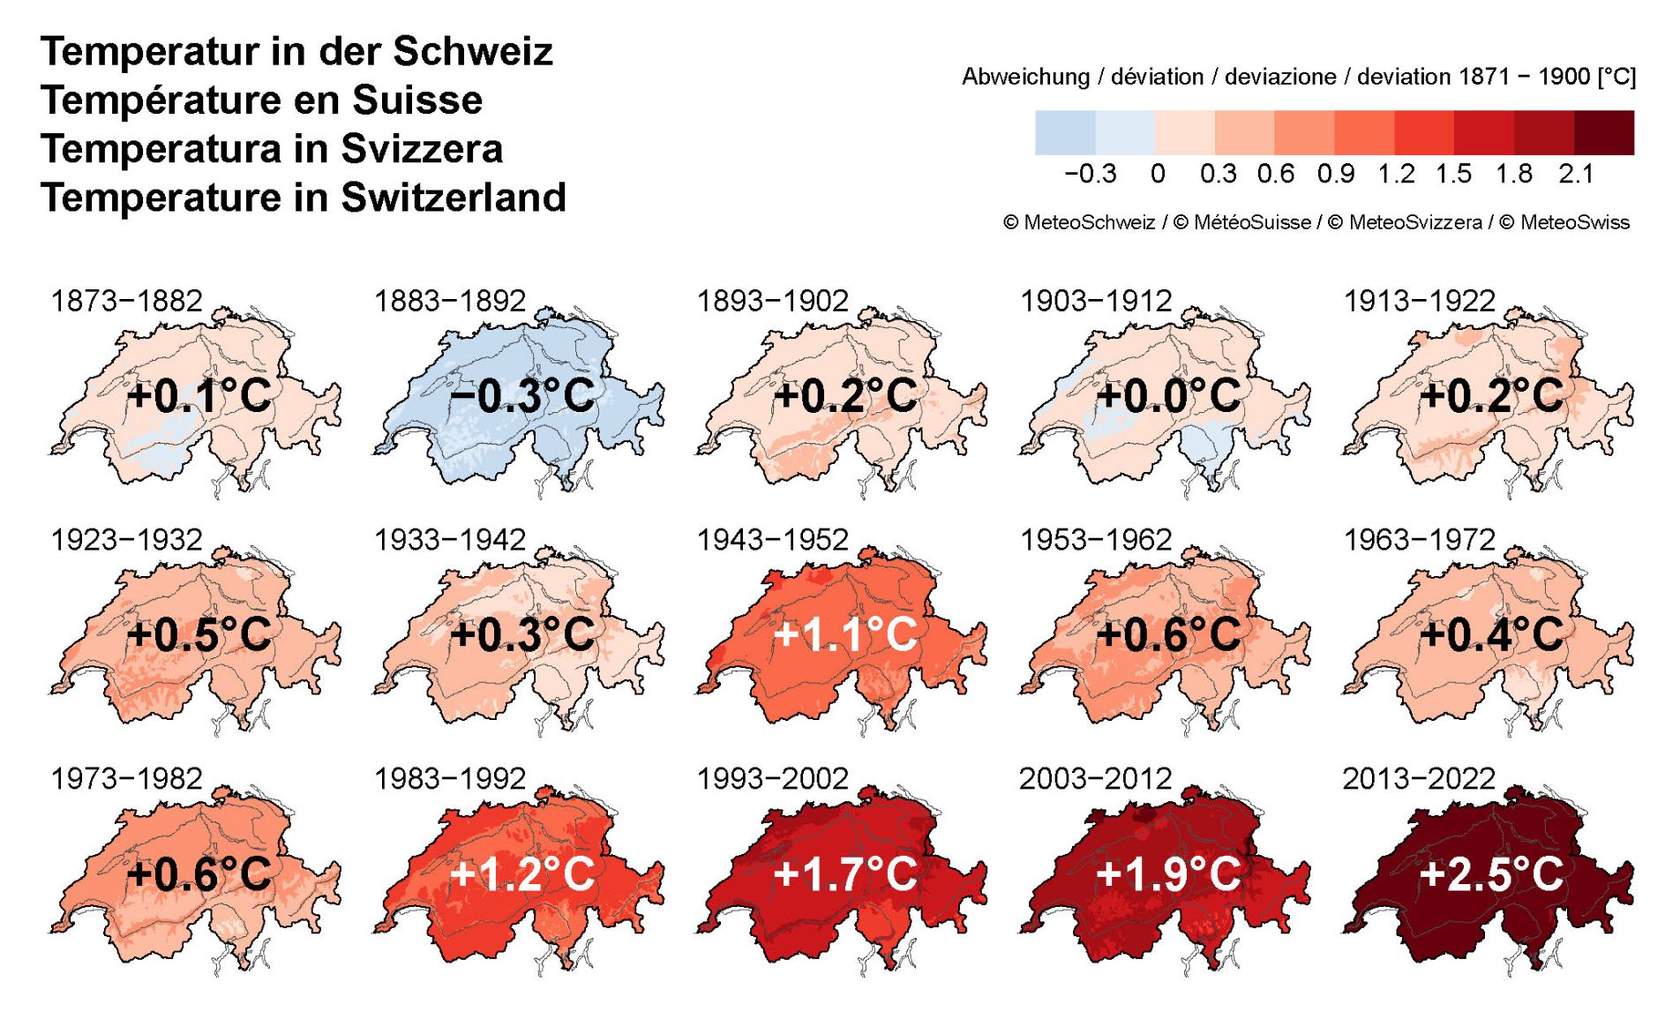 Temperatur in der Schweiz
Température en Suisse
Temperatura in Svizzera
Temperature in Switzerland
Abweichung / déviation / deviazione / deviation 1871 − 1900 [°C]
−0.3 0 0.3 0.6 0.9 1.2 1.5 1.8 2.1
© MeteoSchweiz / © MétéoSuisse / © MeteoSvizzera / © MeteoSwiss
1873−1882 1883−1892 1893−1902 1903−1912 1913−1922
+0.1°C −0.3°C +0.2°C +0.0°C +0.2°C
1923−1932 1933−1942 1943−1952 1953−1962 1963−1972
+0.5°C +0.3°C +1.1°C +0.6°C +0.4°C
1973−1982 1983−1992 1993−2002 2003−2012 2013−2022
+0.6°C +1.2°C +1.7°C +1.9°C +2.5°C